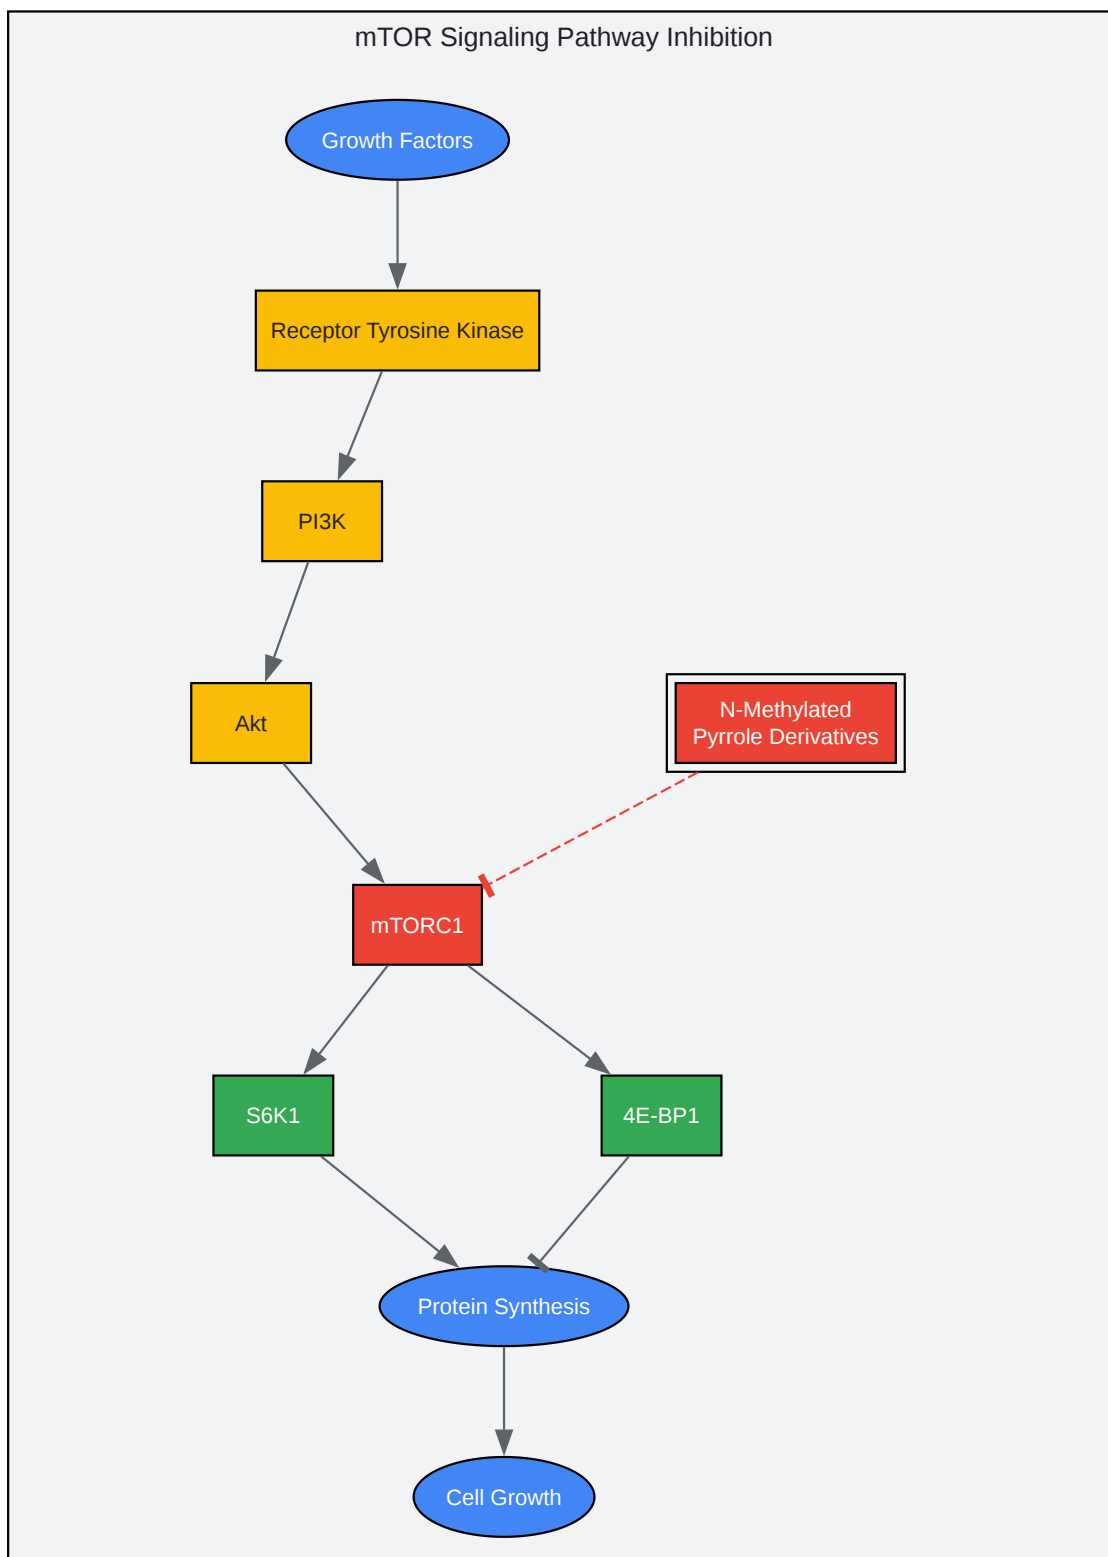 mTOR Signaling Pathway Inhibition
Growth Factors
Receptor Tyrosine Kinase
PI3K
Akt
N-Methylated
Pyrrole Derivatives
mTORC1
S6K1
4E-BP1
Protein Synthesis
Cell Growth